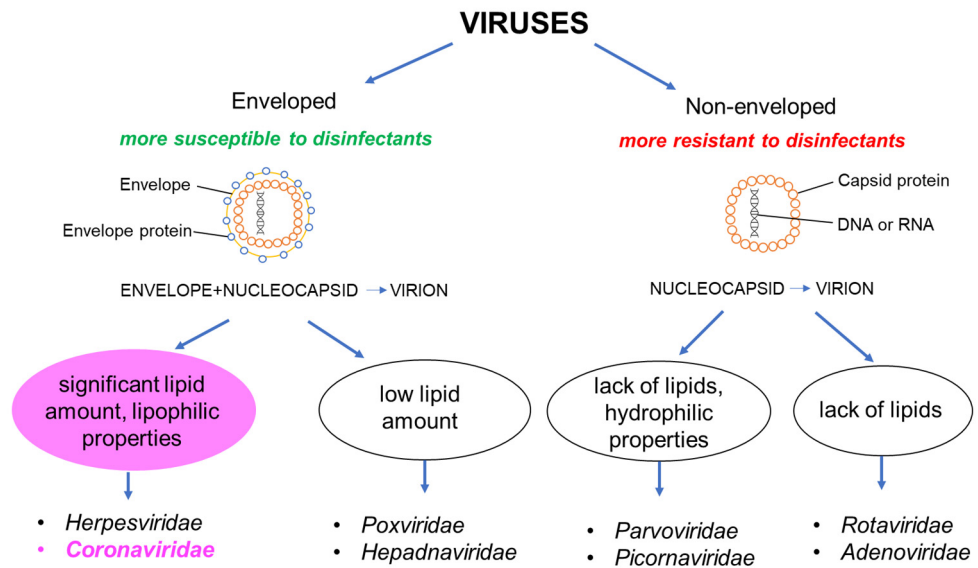 VIRUSES
Enveloped
more susceptible to disinfectants
Envelope
Envelope protein
ENVELOPE+NUCLEOCAPSID → VIRION
Non-enveloped
more resistant to disinfectants
Capsid protein
DNA or RNA
NUCLEOCAPSID → VIRION
significant lipid
amount, lipophilic
properties
low lipid
amount
lack of lipids,
hydrophilic
properties
lack of lipids
• Herpesviridae
• Coronaviridae
• Poxviridae
• Hepadnaviridae
• Parvoviridae
• Picornaviridae
• Rotaviridae
• Adenoviridae